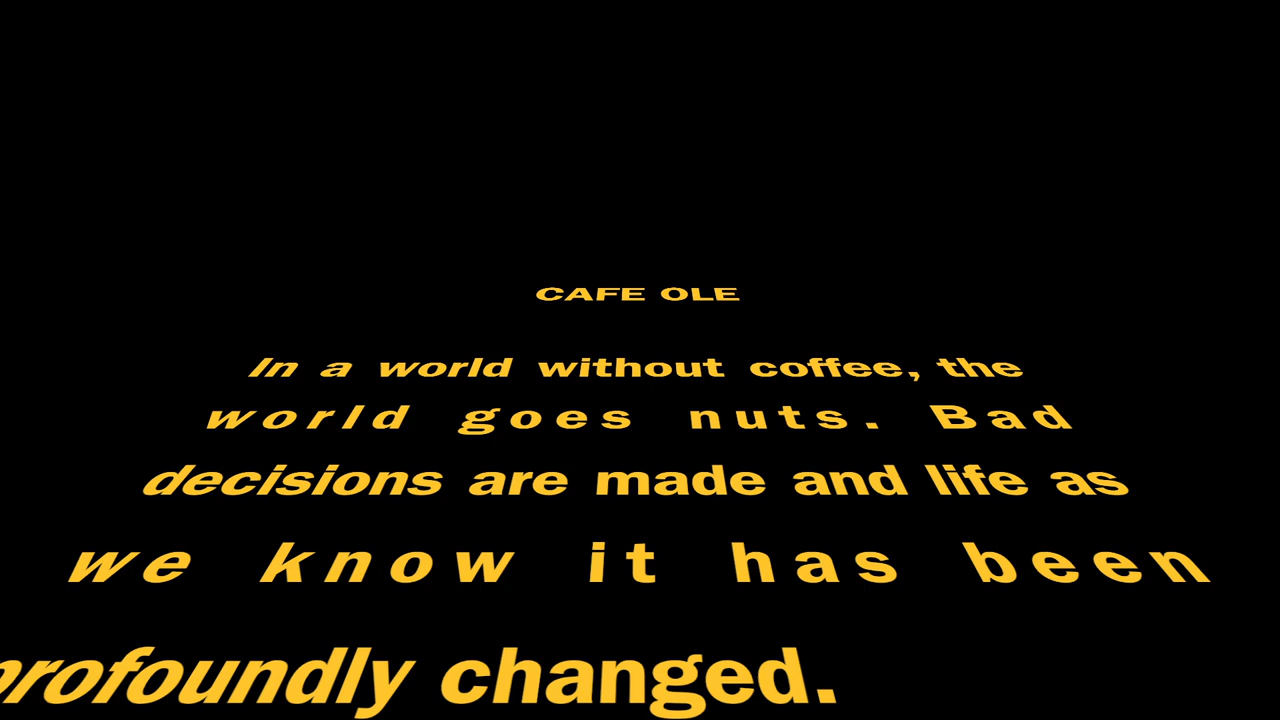 CAFE OLE
In a world without coffee, the
world goes nuts. Bad
decisions are made and life as
we know it has been
profoundly changed.